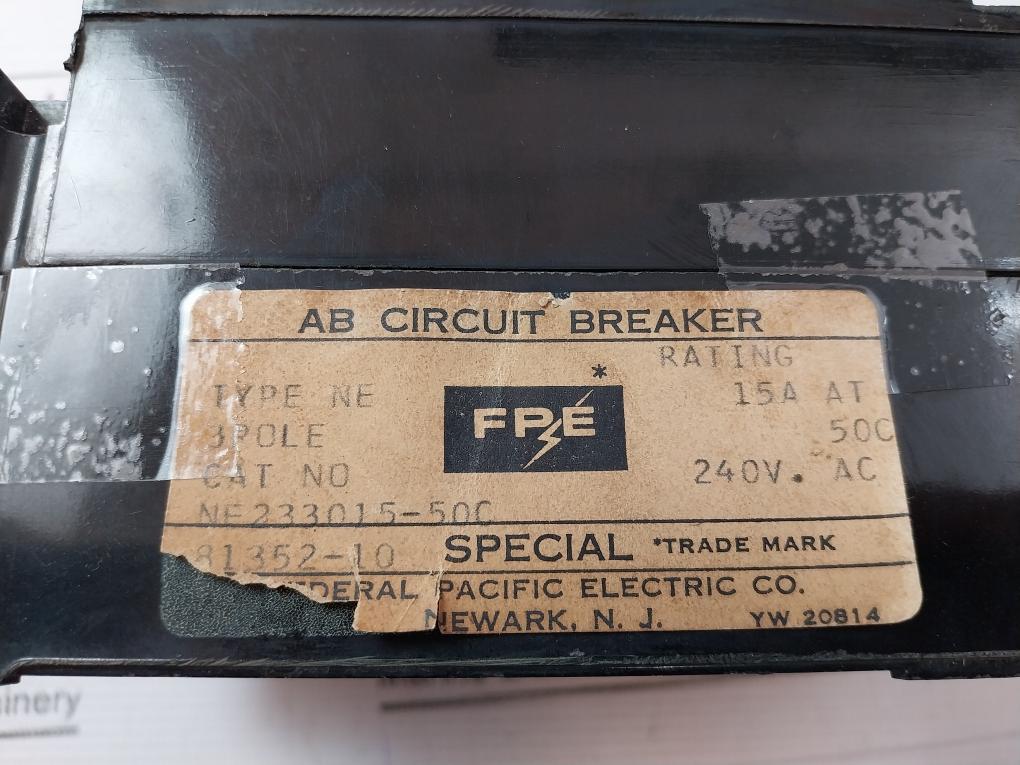 AB CIRCUIT BREAKER
RATING
*
TYPE NE 15A AT
FPE
3POLE 50C
CAT NO 240V. AC
NE233015-50C
81352-10 SPECIAL *TRADE MARK
FEDERAL PACIFIC ELECTRIC CO.
NEWARK, N. J. YW 20814
inery